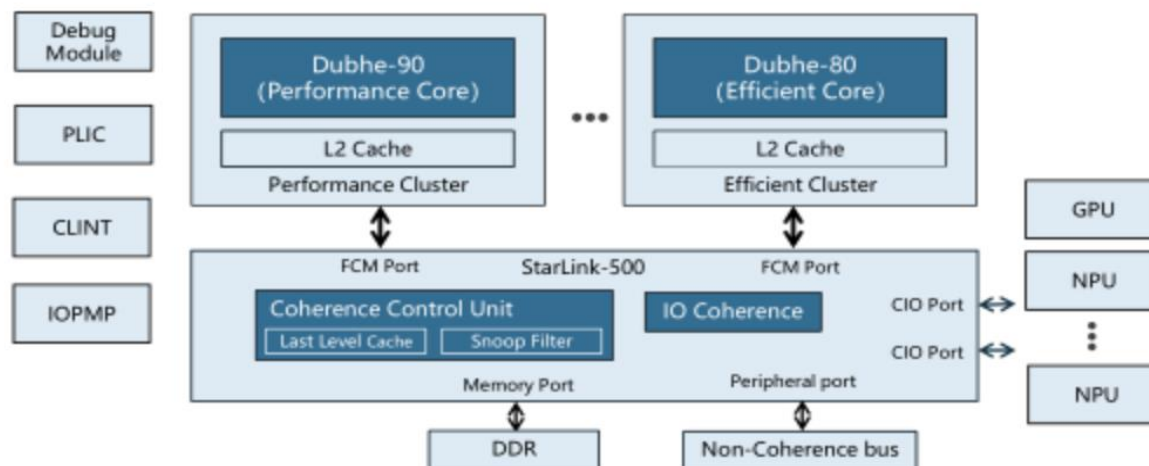 Debug
Module
PLIC
CLINT
IOPMP
Dubhe-90
(Performance Core)
L2 Cache
Performance Cluster
Dubhe-80
(Efficient Core)
L2 Cache
Efficient Cluster
FCM Port
StarLink-500
FCM Port
Coherence Control Unit
Last Level Cache
Snoop Filter
IO Coherence
CIO Port
CIO Port
Memory Port
Peripheral port
DDR
Non-Coherence bus
GPU
NPU
NPU